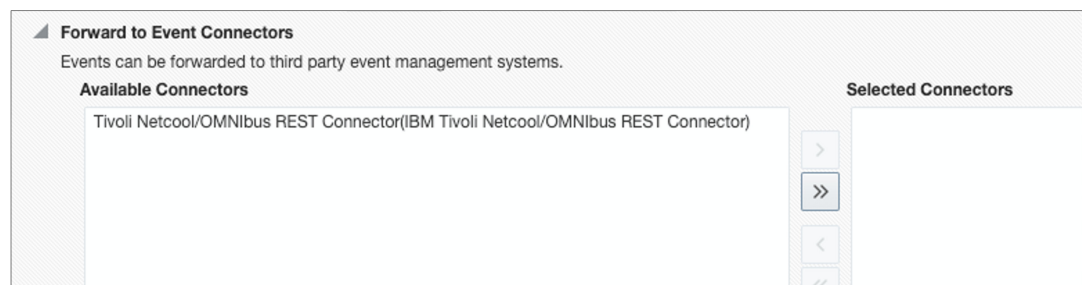 Forward to Event Connectors
Events can be forwarded to third party event management systems.
Available Connectors
Selected Connectors
Tivoli Netcool/OMNIbus REST Connector(IBM Tivoli Netcool/OMNIbus REST Connector)